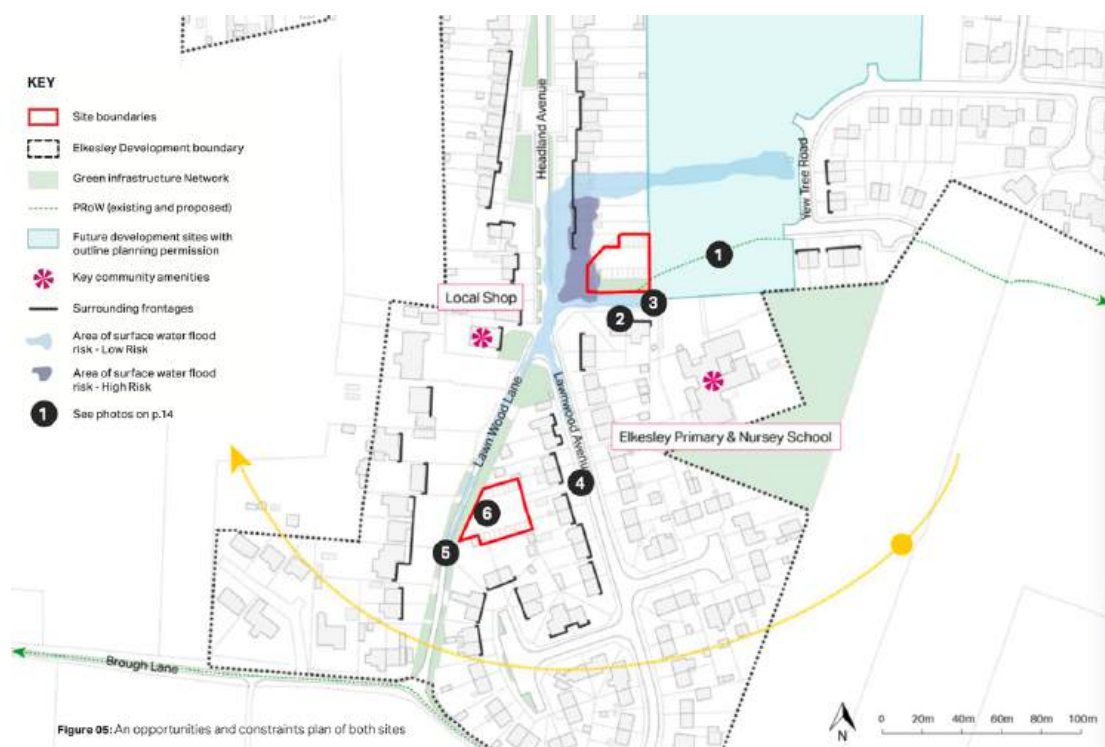 KEY
Site boundaries
Elkesley Development boundary
Green infrastructure Network
PRoW (existing and proposed)
Future development sites with
outline planning permission
Key community amenities
Surrounding frontages
Area of surface water flood
risk - Low Risk
Area of surface water flood
risk - High Risk
1
See photos on p.14
Headland Avenue
Yew Tree Road
1
Local Shop
3
2
Lawn Wood Lane
Lawnwood Avenue
Elkesley Primary & Nursey School
4
6
5
Brough Lane
Figure 05: An opportunities and constraints plan of both sites
N
0 20m 40m 60m 80m 100m